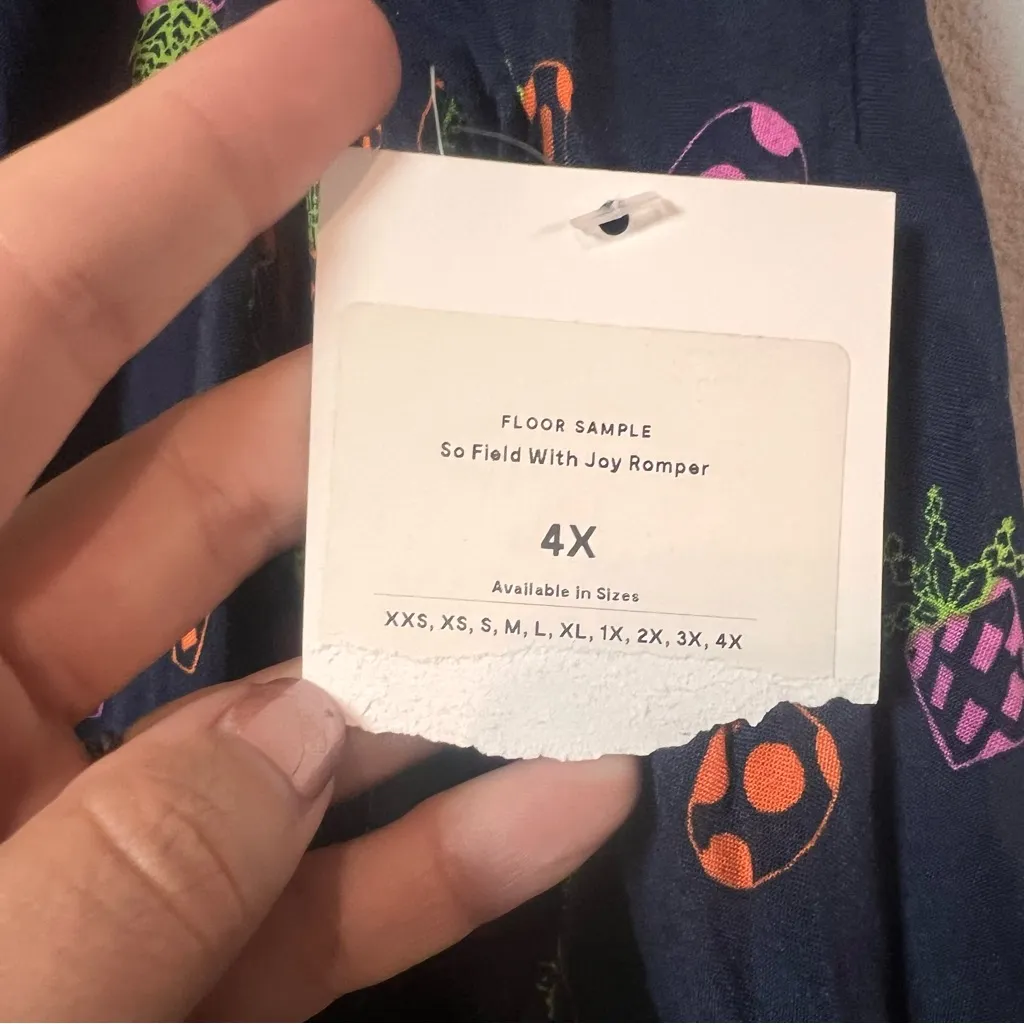 FLOOR SAMPLE
So Field With Joy Romper
4X
Available in Sizes
XXS, XS, S, M, L, XL, 1X, 2X, 3X, 4X